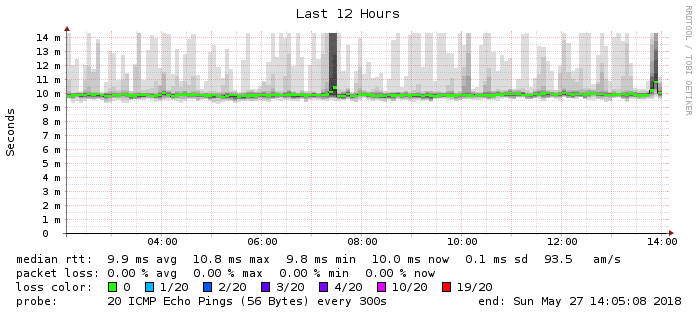 Last 12 Hours
RRDTOOL / TOBI OETIKER
Seconds
14 m
13 m
12 m
11 m
10 m
9 m
8 m
7 m
6 m
5 m
4 m
3 m
2 m
1 m
0
04:00 06:00 08:00 10:00 12:00 14:00
median rtt: 9.9 ms avg 10.8 ms max 9.8 ms min 10.0 ms now 0.1 ms sd 93.5 am/s
packet loss: 0.00 % avg 0.00 % max 0.00 % min 0.00 % now
loss color: 0 1/20 2/20 3/20 4/20 10/20 19/20
probe: 20 ICMP Echo Pings (56 Bytes) every 300s end: Sun May 27 14:05:08 2018